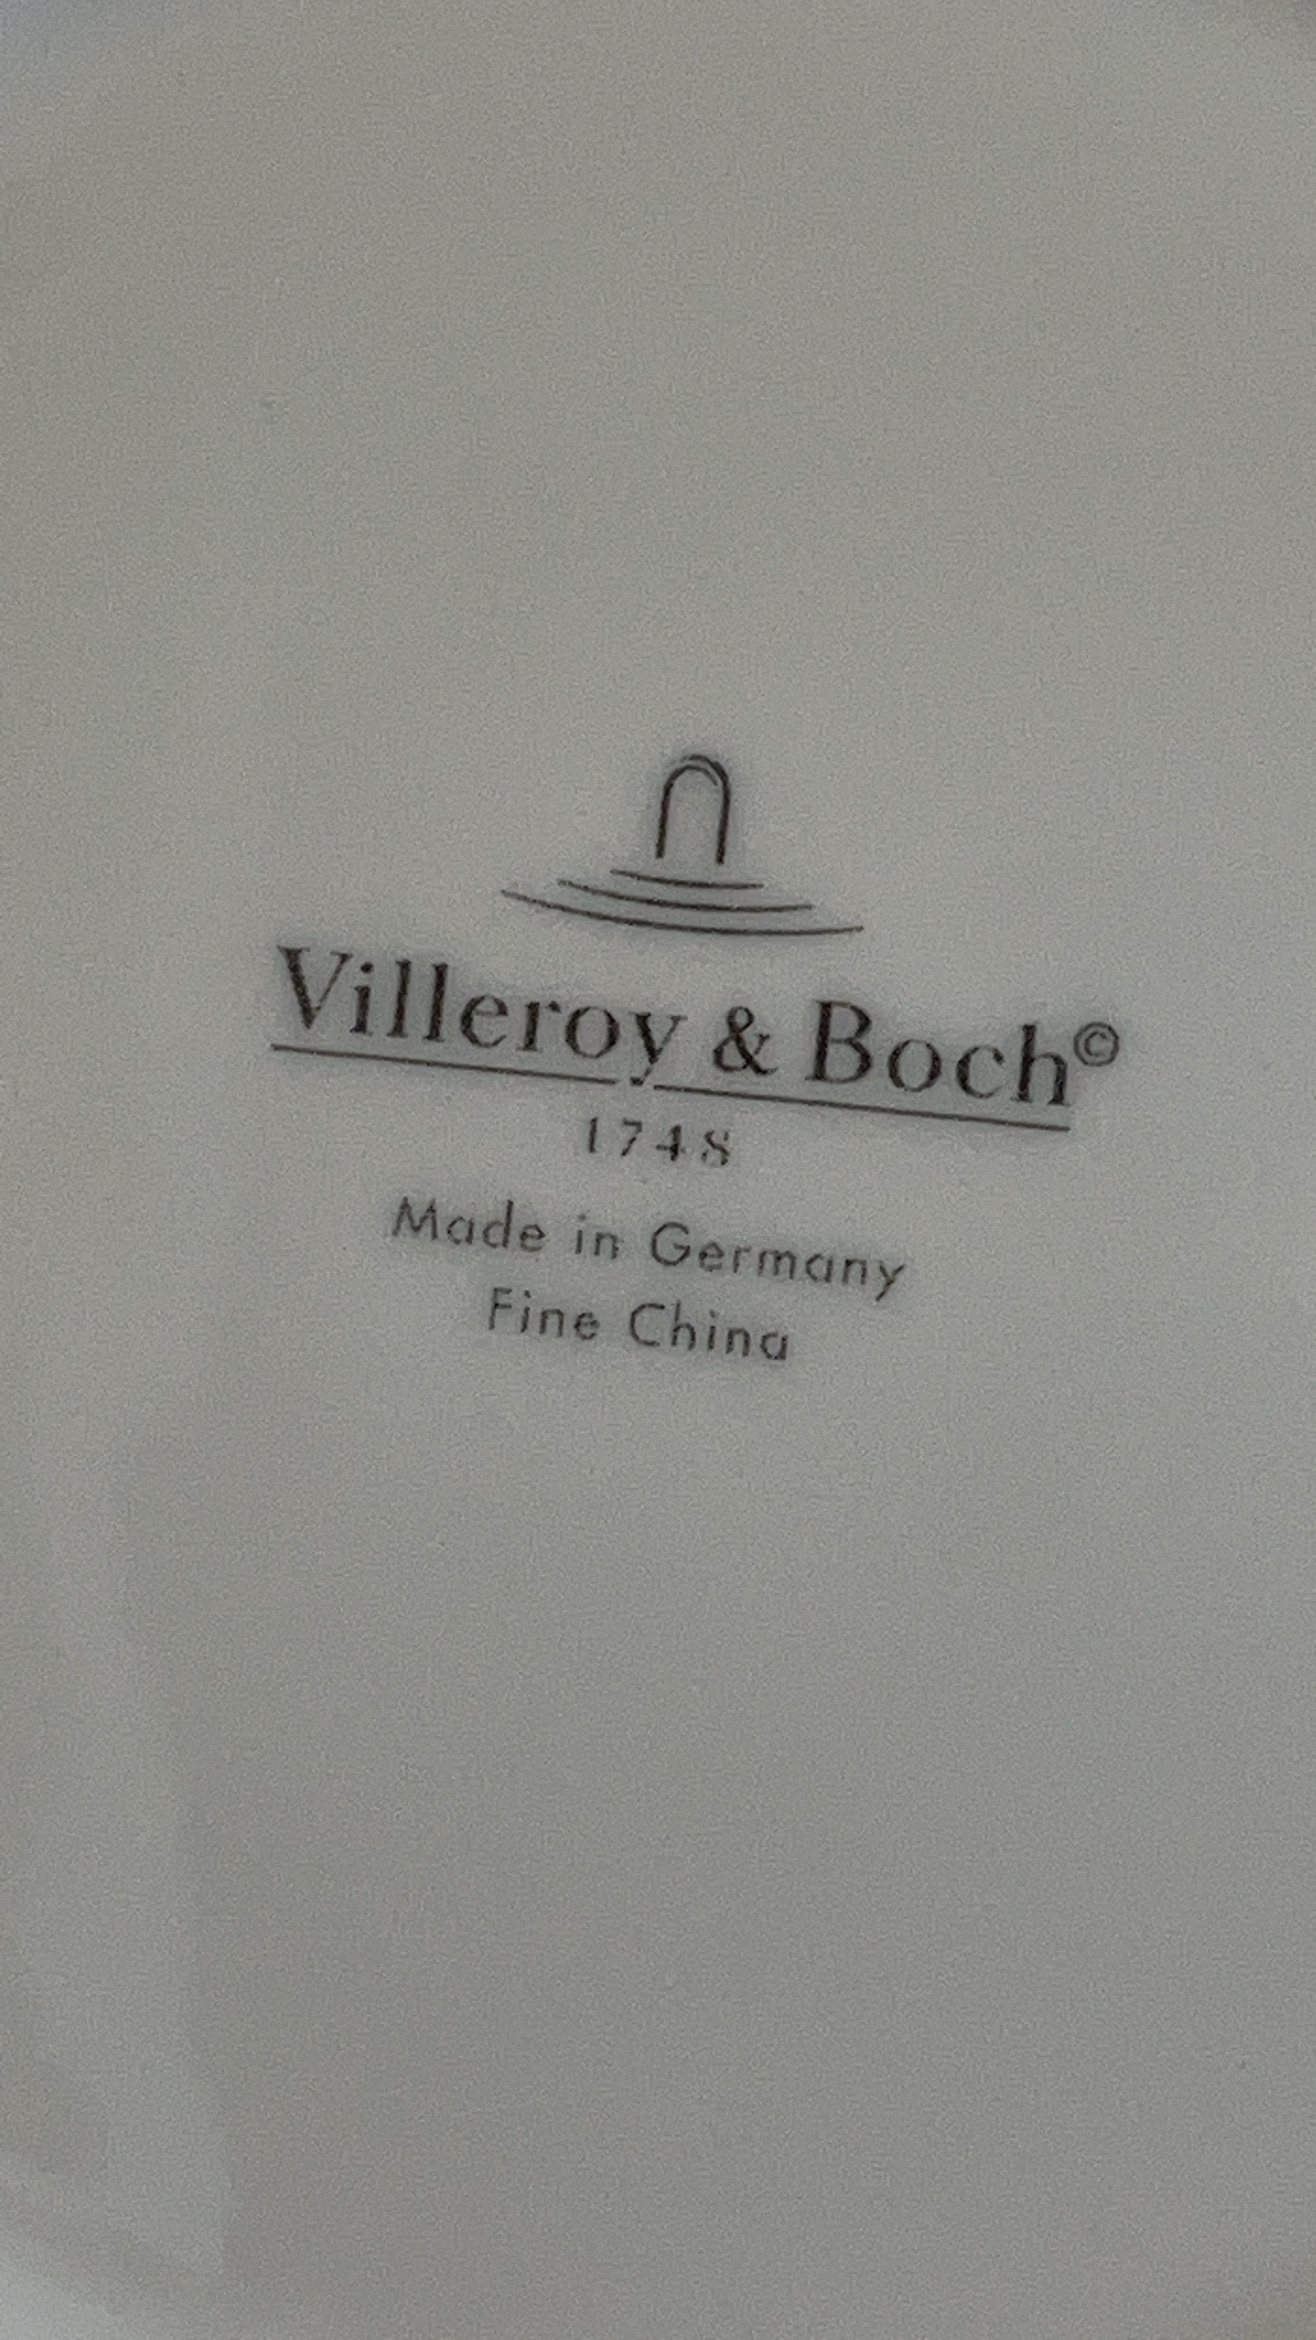 Villeroy & Boch©
1748
Made in Germany
Fine China